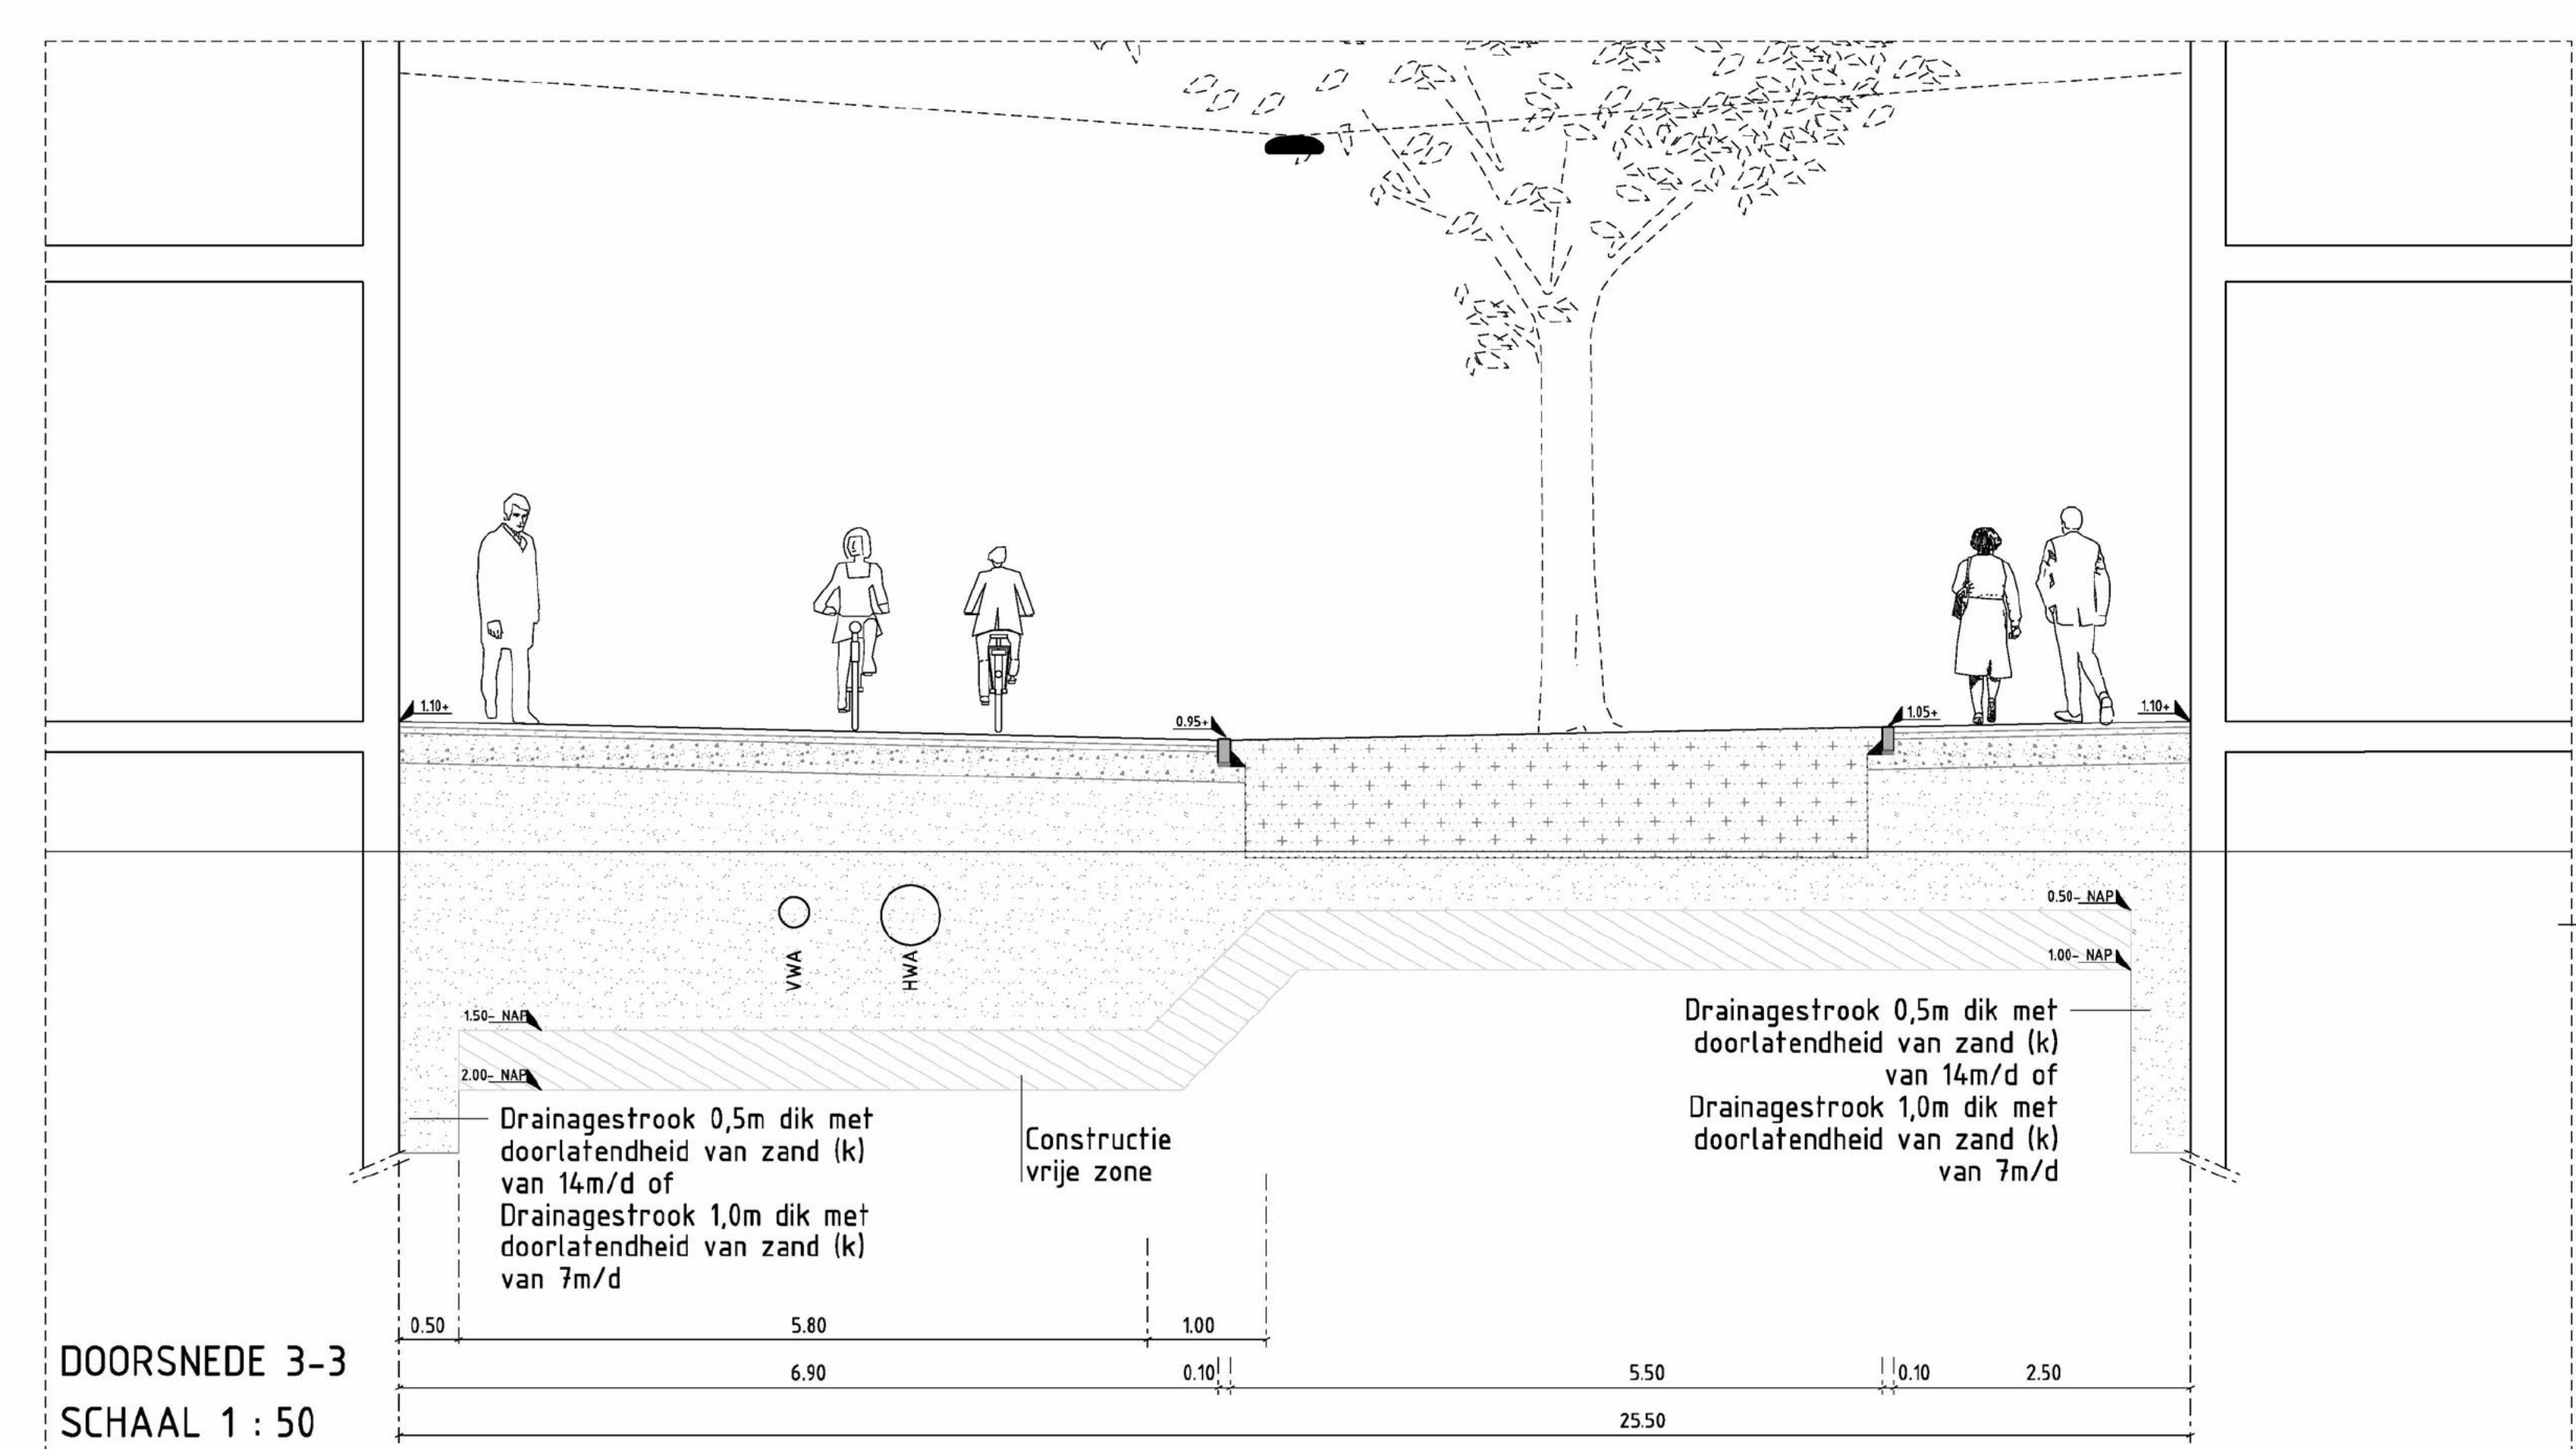 1.10+
0.95+
1.05+
1.10+
0.50- NAP
1.00- NAP
VWA
HWA
1.50- NAP
2.00- NAP
Drainagestrook 0,5m dik met
doorlatendheid van zand (k)
van 14m/d of
Drainagestrook 1,0m dik met
doorlatendheid van zand (k)
van 7m/d
Constructie
vrije zone
Drainagestrook 0,5m dik met
doorlatendheid van zand (k)
van 14m/d of
Drainagestrook 1,0m dik met
doorlatendheid van zand (k)
van 7m/d
0.50 5.80 1.00
6.90 0.10 5.50 0.10 2.50
25.50
DOORSNEDE 3-3
SCHAAL 1 : 50